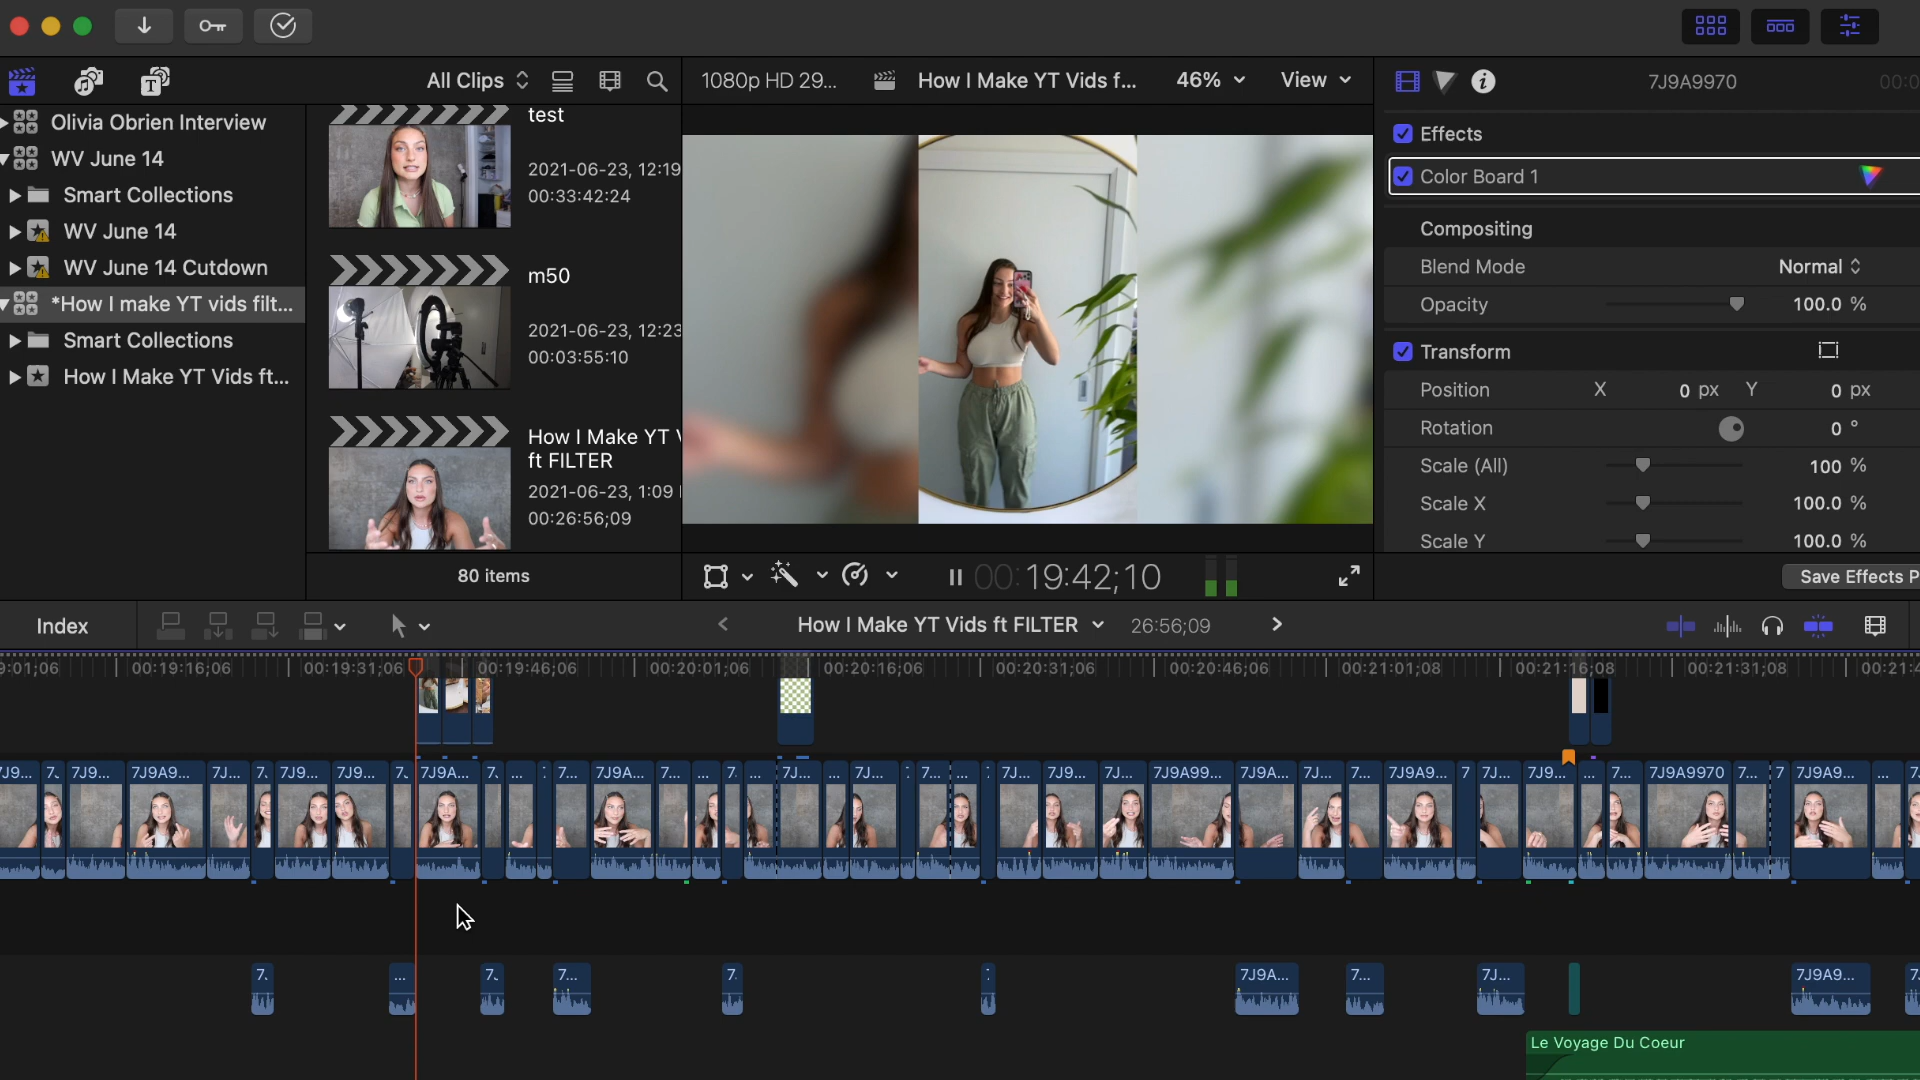 All Clips
1080p HD 29...
How I Make YT Vids f...
46%
View
7J9A9970
00:0
Olivia Obrien Interview
WV June 14
Smart Collections
WV June 14
WV June 14 Cutdown
*How I make YT vids filt...
Smart Collections
How I Make YT Vids ft...
test
2021-06-23, 12:19
00:33:42:24
m50
2021-06-23, 12:23
00:03:55:10
How I Make YT V
ft FILTER
2021-06-23, 1:09
00:26:56;09
80 items
Effects
Color Board 1
Compositing
Blend Mode Normal
Opacity 100.0 %
Transform
Position X 0 px Y 0 px
Rotation 0 °
Scale (All) 100 %
Scale X 100.0 %
Scale Y 100.0 %
Save Effects P
00:19:42;10
Index
How I Make YT Vids ft FILTER 26:56;09
9:01;06 00:19:16;06 00:19:31;06 00:19:46;06 00:20:01;06 00:20:16;06 00:20:31;06 00:20:46;06 00:21:01;08 00:21:16;08 00:21:31;08 00:21:4
7J9... 7. 7J9... 7J9A9... 7J... 7. 7J9... 7J9... 7. 7J9A... 7. ... 7... 7J9A... 7... ... 7. ... 7J... ... 7J... 7... ... 7J... 7J9... 7J... 7J9A99... 7J9A... 7J... 7... 7J9A9... 7 7J... 7J9... ... 7... 7J9A9970 7... 7 7J9A9... ... 7.
7. ... 7. 7... 7. 7J9A... 7... 7J... 7J9A9... 7.
Le Voyage Du Coeur